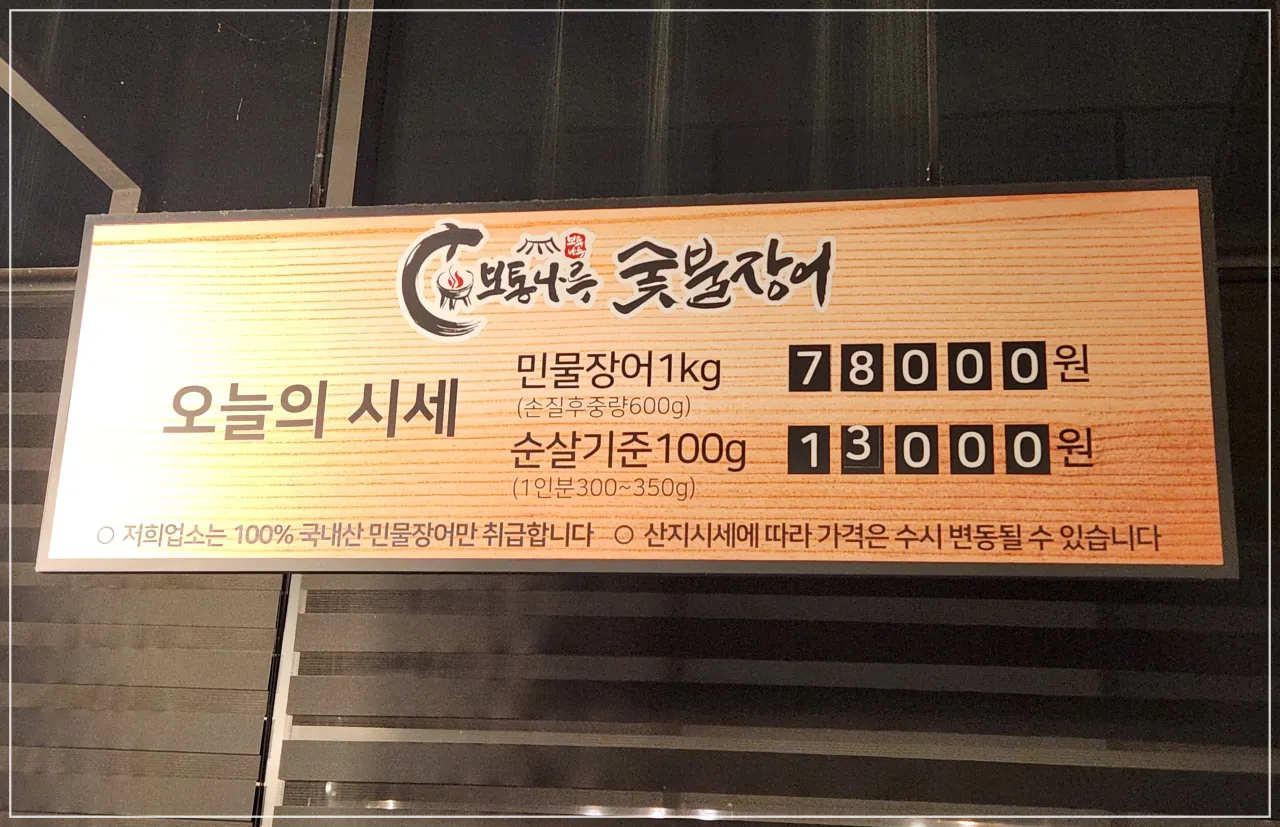 보통나루 숯불장어
오늘의 시세
민물장어1kg 78000원
(손질후중량600g)
순살기준100g 13000원
(1인분300~350g)
○ 저희업소는 100% 국내산 민물장어만 취급합니다 ○ 산지시세에 따라 가격은 수시 변동될 수 있습니다